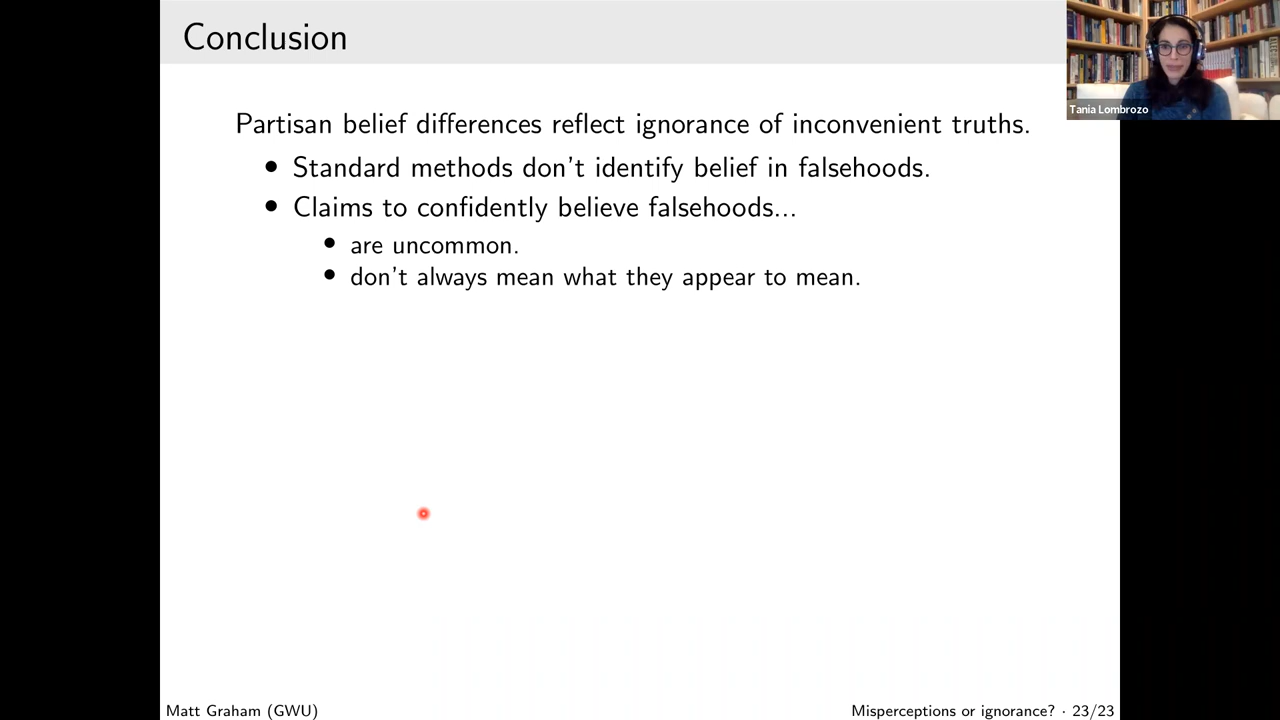 Conclusion
Tania Lombrozo
Partisan belief differences reflect ignorance of inconvenient truths.
• Standard methods don't identify belief in falsehoods.
• Claims to confidently believe falsehoods...
• are uncommon.
• don't always mean what they appear to mean.
Matt Graham (GWU)
Misperceptions or ignorance? · 23/23